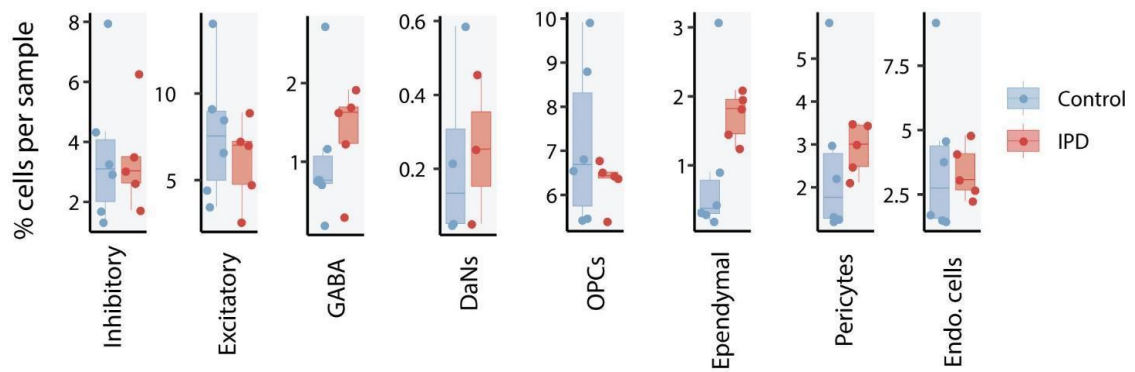 % cells per sample
8
6
4
2
Inhibitory
10
5
Excitatory
2
1
GABA
0.6
0.4
0.2
DaNs
10
9
8
7
6
OPCs
3
2
1
Ependymal
5
4
3
2
Pericytes
7.5
5
2.5
Endo. cells
Control
IPD